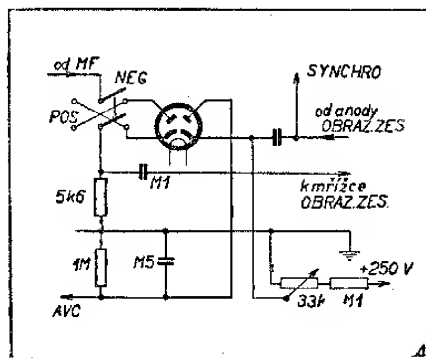 od MF
NEG
POS
SYNCHRO
od anody
OBRAZ. ZES
M1
k mřížce
OBRAZ. ZES.
5k6
1M
M5
+250 V
33k
M1
AVC